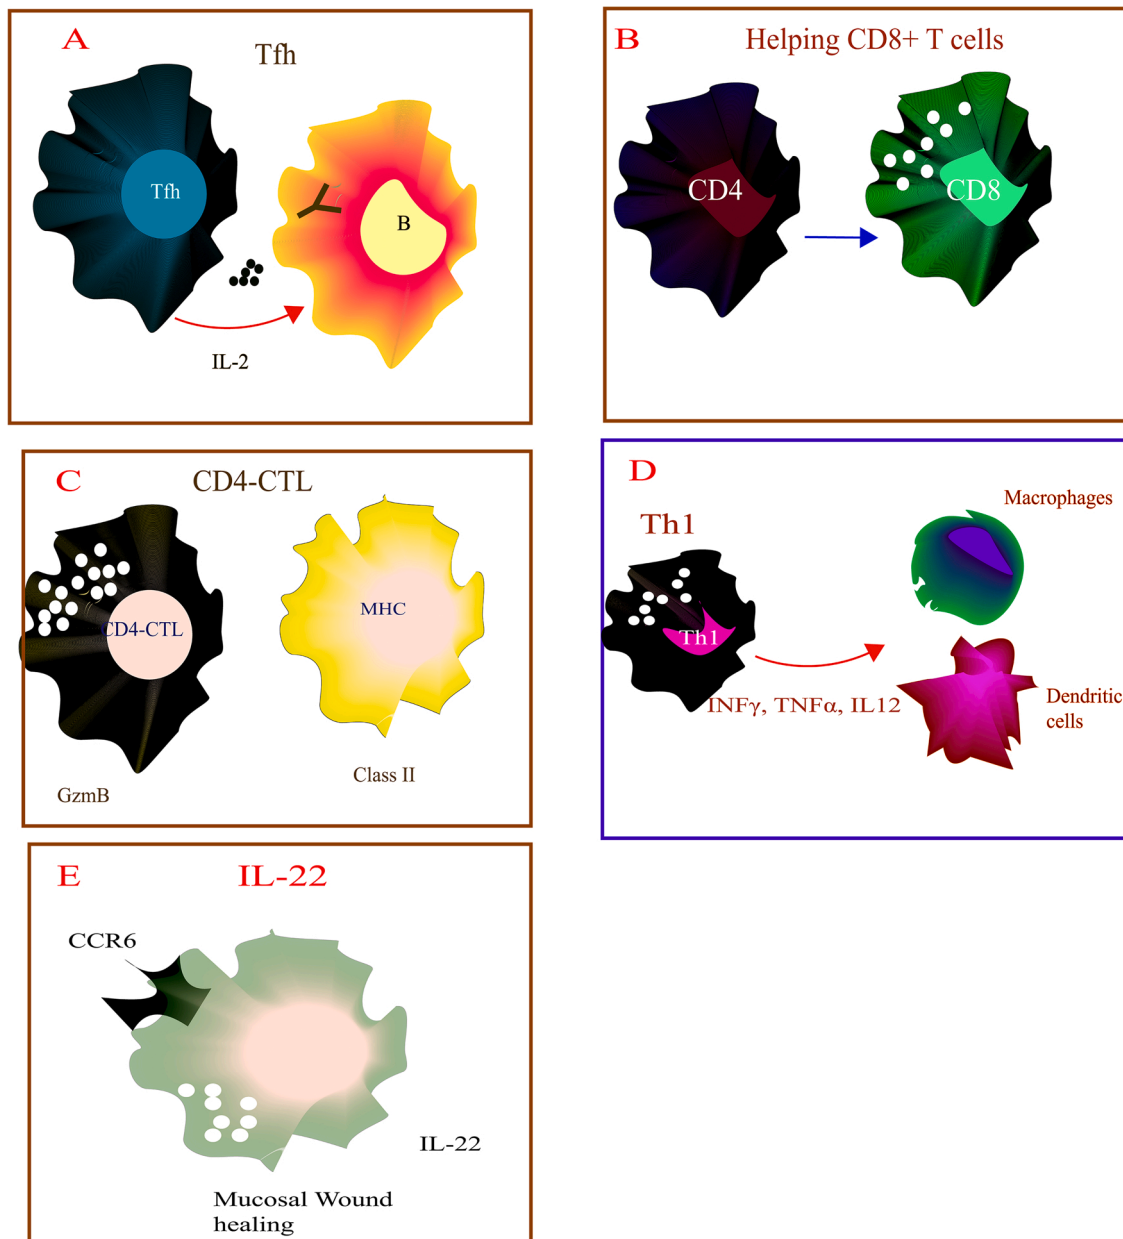 A
Tfh
Tfh
B
IL-2
B
Helping CD8+ T cells
CD4
CD8
C
CD4-CTL
CD4-CTL
MHC
GzmB
Class II
D
Th1
Th1
INFγ, TNFα, IL12
Macrophages
Dendritic
cells
E
IL-22
CCR6
IL-22
Mucosal Wound
healing